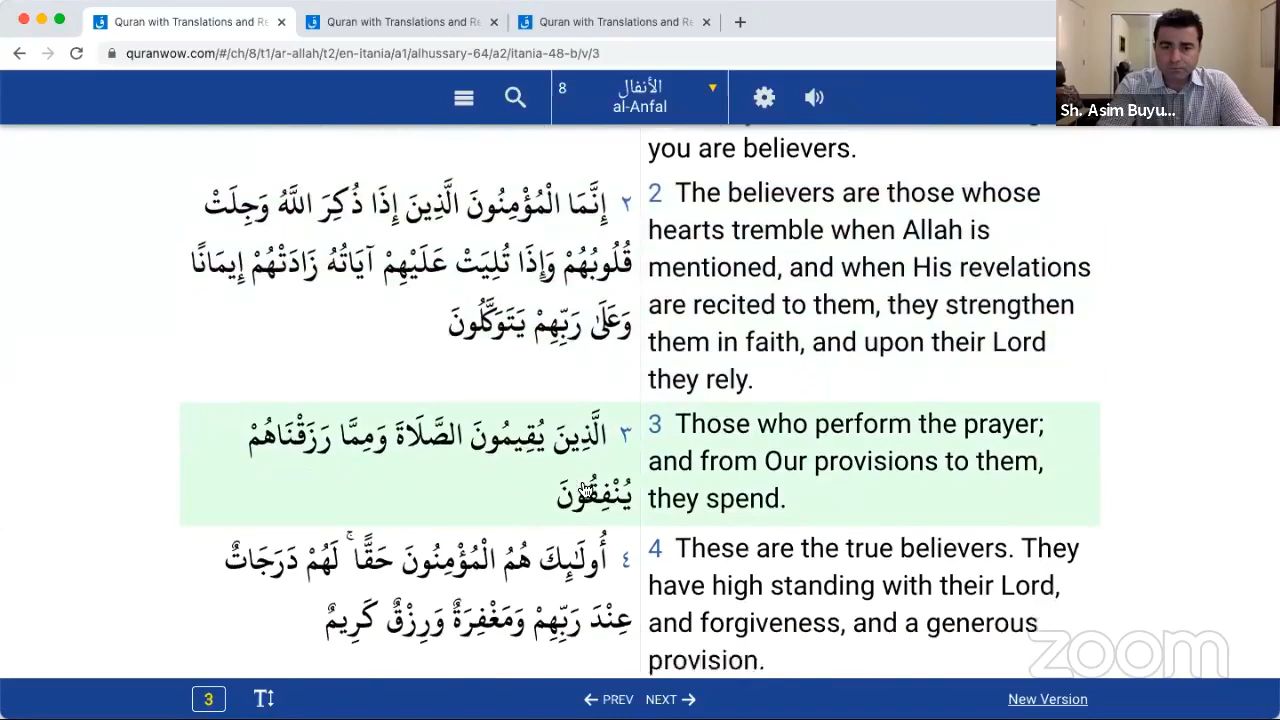 Quran with Translations and Re
Quran with Translations and Re
Quran with Translations and Re
quranwow.com/#/ch/8/t1/ar-allah/t2/en-itania/a1/alhussary-64/a2/itania-48-b/v/3
8
الأنفال
al-Anfal
Sh. Asim Buyu...
you are believers.
٢ إِنَّمَا الْمُؤْمِنُونَ الَّذِينَ إِذَا ذُكِرَ اللَّهُ وَجِلَتْ
قُلُوبُهُمْ وَإِذَا تُلِيَتْ عَلَيْهِمْ آيَاتُهُ زَادَتْهُمْ إِيمَانًا
وَعَلَىٰ رَبِّهِمْ يَتَوَكَّلُونَ
2 The believers are those whose
hearts tremble when Allah is
mentioned, and when His revelations
are recited to them, they strengthen
them in faith, and upon their Lord
they rely.
٣ الَّذِينَ يُقِيمُونَ الصَّلَاةَ وَمِمَّا رَزَقْنَاهُمْ
يُنْفِقُونَ
3 Those who perform the prayer;
and from Our provisions to them,
they spend.
٤ أُولَـٰئِكَ هُمُ الْمُؤْمِنُونَ حَقًّا ۚ لَهُمْ دَرَجَاتٌ
عِنْدَ رَبِّهِمْ وَمَغْفِرَةٌ وَرِزْقٌ كَرِيمٌ
4 These are the true believers. They
have high standing with their Lord,
and forgiveness, and a generous
provision.
zoom
3
PREV NEXT
New Version